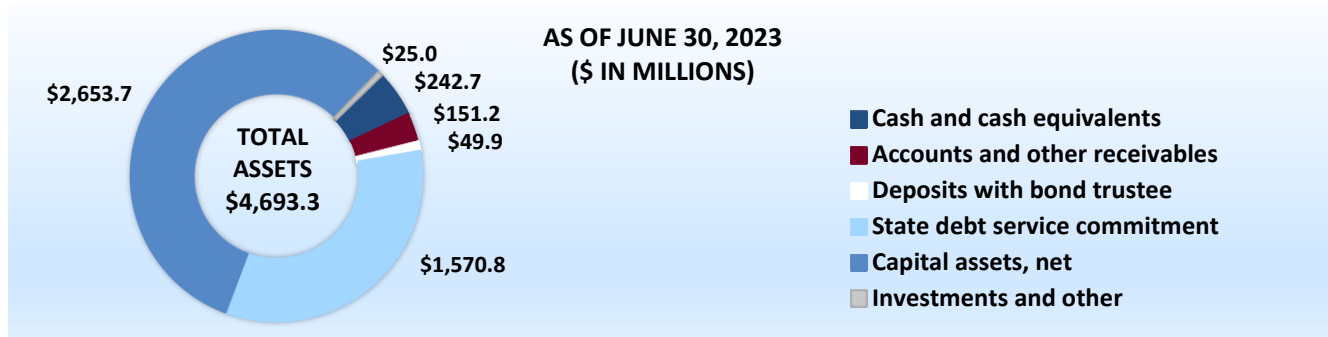 AS OF JUNE 30, 2023
($ IN MILLIONS)
$25.0
$242.7
$151.2
$49.9
$1,570.8
$2,653.7
TOTAL
ASSETS
$4,693.3
Cash and cash equivalents
Accounts and other receivables
Deposits with bond trustee
State debt service commitment
Capital assets, net
Investments and other